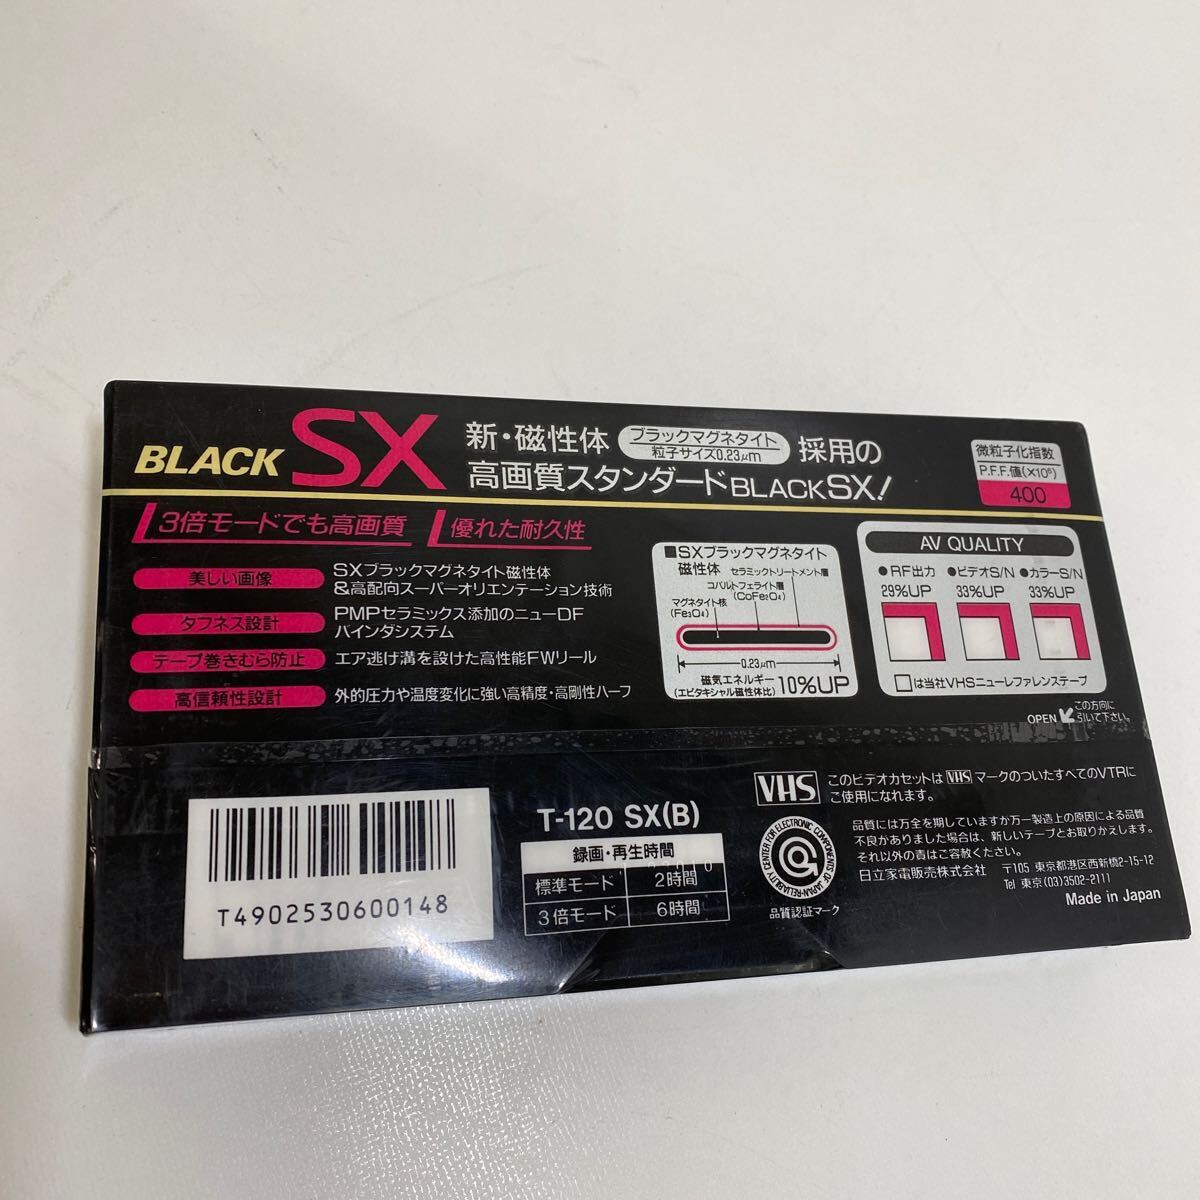 BLACK SX
新・磁性体 ブラックマグネタイト 粒子サイズ0.23μm 採用の
高画質スタンダードBLACK SX!
微粒子化指数
P.F.F.値(×10⁶)
400
3倍モードでも高画質
優れた耐久性
美しい画像
SXブラックマグネタイト磁性体
&高配向スーパーオリエンテーション技術
タフネス設計
PMPセラミックス添加のニューDF
バインダシステム
テープ巻きむら防止
エア逃げ溝を設けた高性能FWリール
高信頼性設計
外的圧力や温度変化に強い高精度・高剛性ハーフ
■SXブラックマグネタイト
磁性体
セラミックトリートメント層
コバルトフェライト層
(CoFe₂O₄)
マグネタイト核
(Fe₃O₄)
0.23μm
磁気エネルギー
(エピタキシャル磁性体比)
10%UP
AV QUALITY
●RF出力 ●ビデオS/N ●カラーS/N
29%UP 33%UP 33%UP
□は当社VHSニューレファレンステープ
OPEN この方向に
引いて下さい。
T4902530600148
T-120 SX(B)
録画・再生時間
標準モード 2時間
3倍モード 6時間
VHS
このビデオカセットは VHS マークのついたすべてのVTRに
ご使用になれます。
CENTER FOR ELECTRONIC COMPONENTS OF JAPAN-RELIABILITY
品質認証マーク
品質には万全を期していますが万一製造上の原因による品質
不良がありました場合は、新しいテープとお取りかえします。
それ以外の責はご容赦ください。
日立家電販売株式会社 〒105 東京都港区西新橋2-15-12
Tel 東京(03)3502-2111
Made in Japan